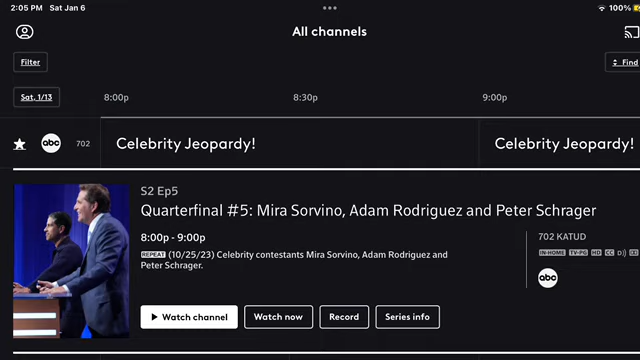 2:05 PM Sat Jan 6
100%
All channels
Filter
Find
Sat, 1/13
8:00p
8:30p
9:00p
abc
702
Celebrity Jeopardy!
Celebrity Jeopardy!
S2 Ep5
Quarterfinal #5: Mira Sorvino, Adam Rodriguez and Peter Schrager
8:00p - 9:00p
REPEAT (10/25/23) Celebrity contestants Mira Sorvino, Adam Rodriguez and
Peter Schrager.
702 KATUD
IN-HOME TV-PG HD CC D)) CC
abc
Watch channel
Watch now
Record
Series info